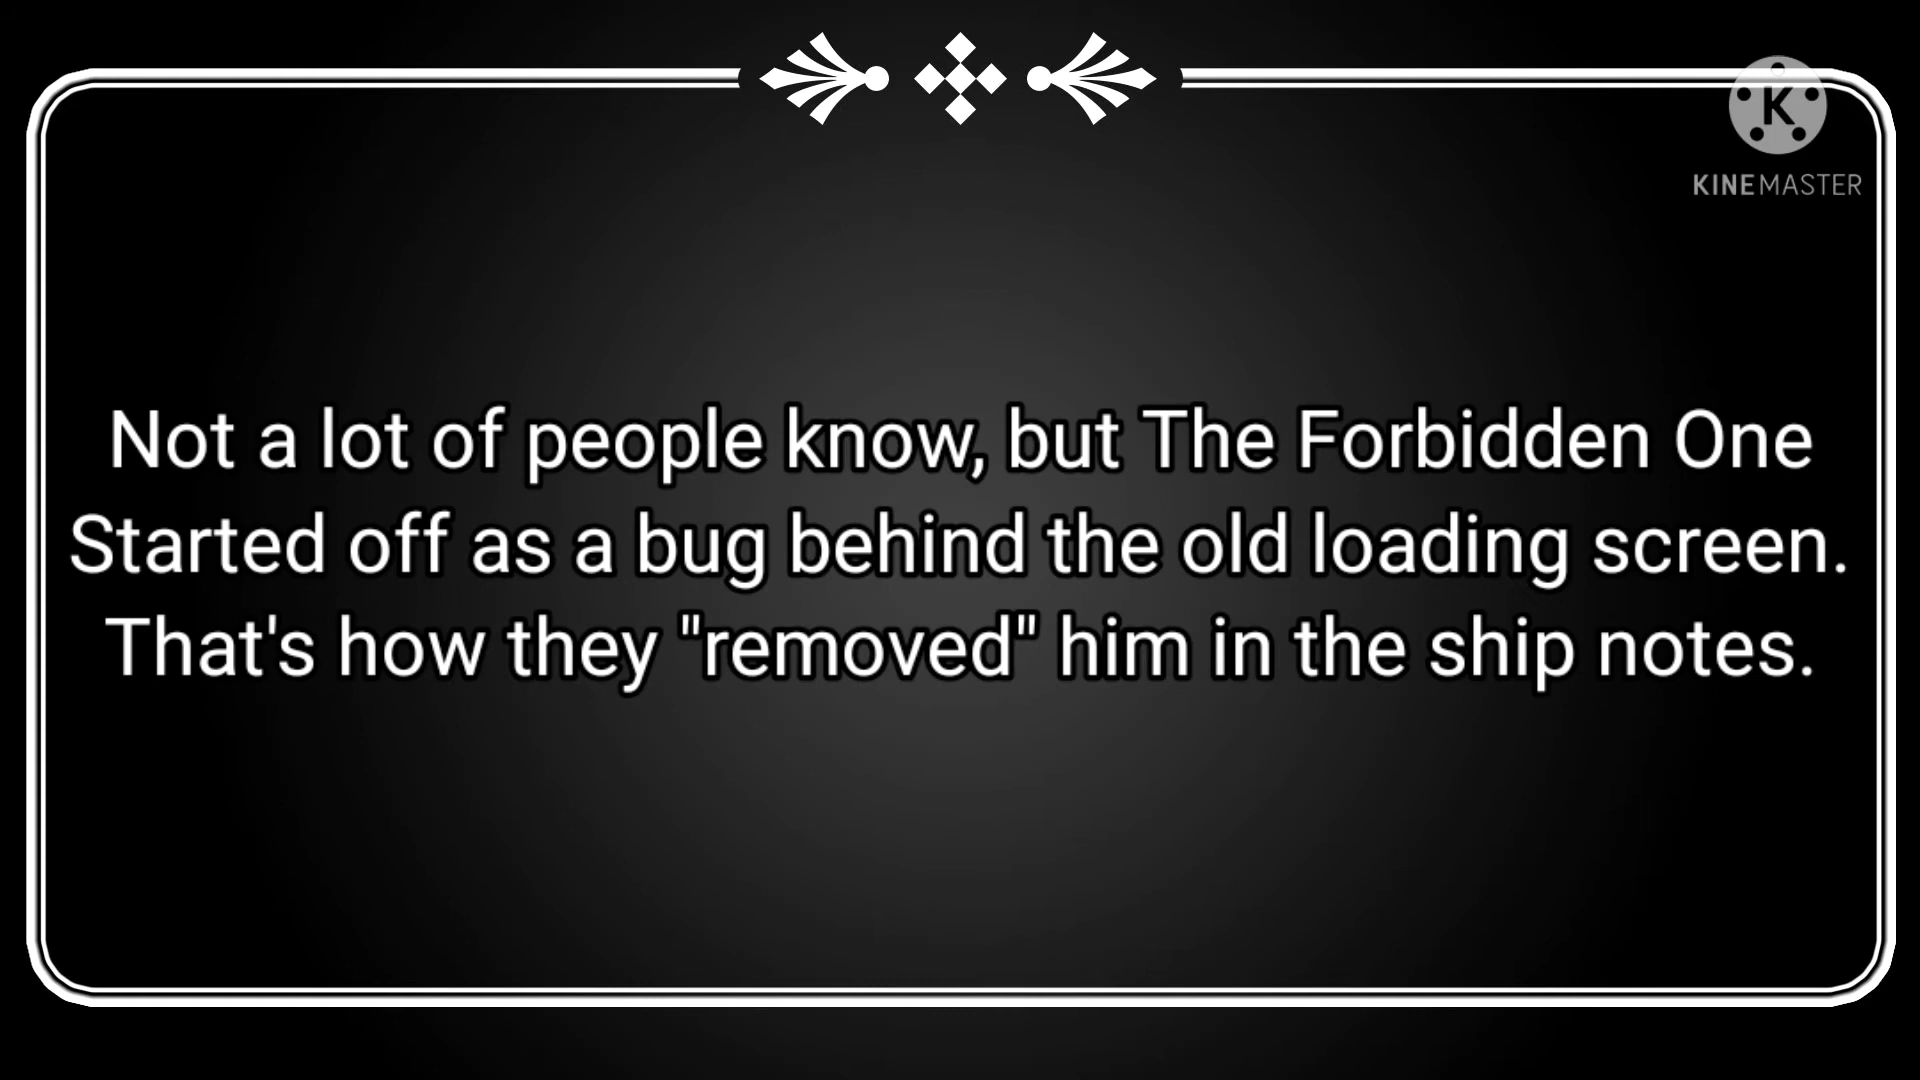 K
KINEMASTER
Not a lot of people know, but The Forbidden One
Started off as a bug behind the old loading screen.
That's how they "removed" him in the ship notes.